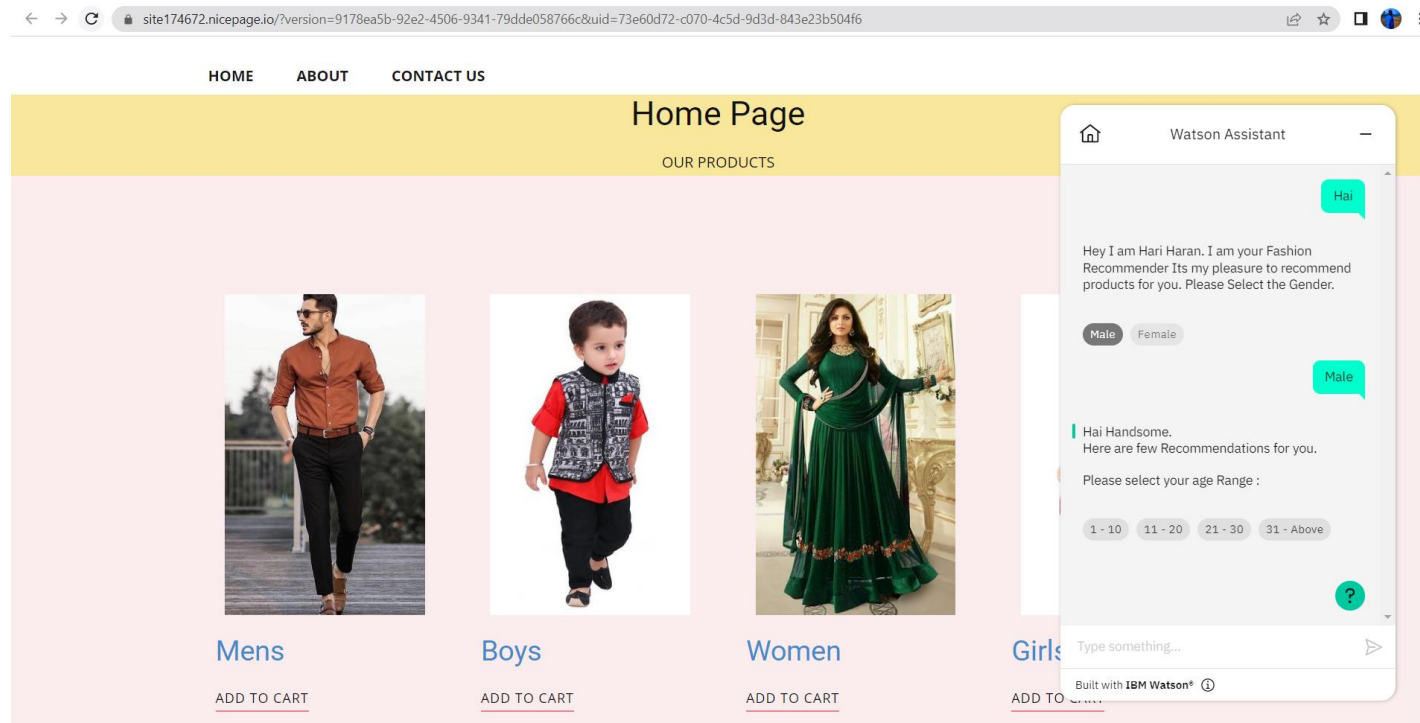 site174672.nicepage.io/?version=9178ea5b-92e2-4506-9341-79dde058766c&uid=73e60d72-c070-4c5d-9d3d-843e23b504f6
HOME ABOUT CONTACT US
Home Page
OUR PRODUCTS
Mens
Boys
Women
Girls
ADD TO CART
ADD TO CART
ADD TO CART
ADD TO CART
Watson Assistant
Hai
Hey I am Hari Haran. I am your Fashion
Recommender Its my pleasure to recommend
products for you. Please Select the Gender.
Male Female
Male
Hai Handsome.
Here are few Recommendations for you.
Please select your age Range :
1 - 10 11 - 20 21 - 30 31 - Above
?
Type something...
Built with IBM Watson®